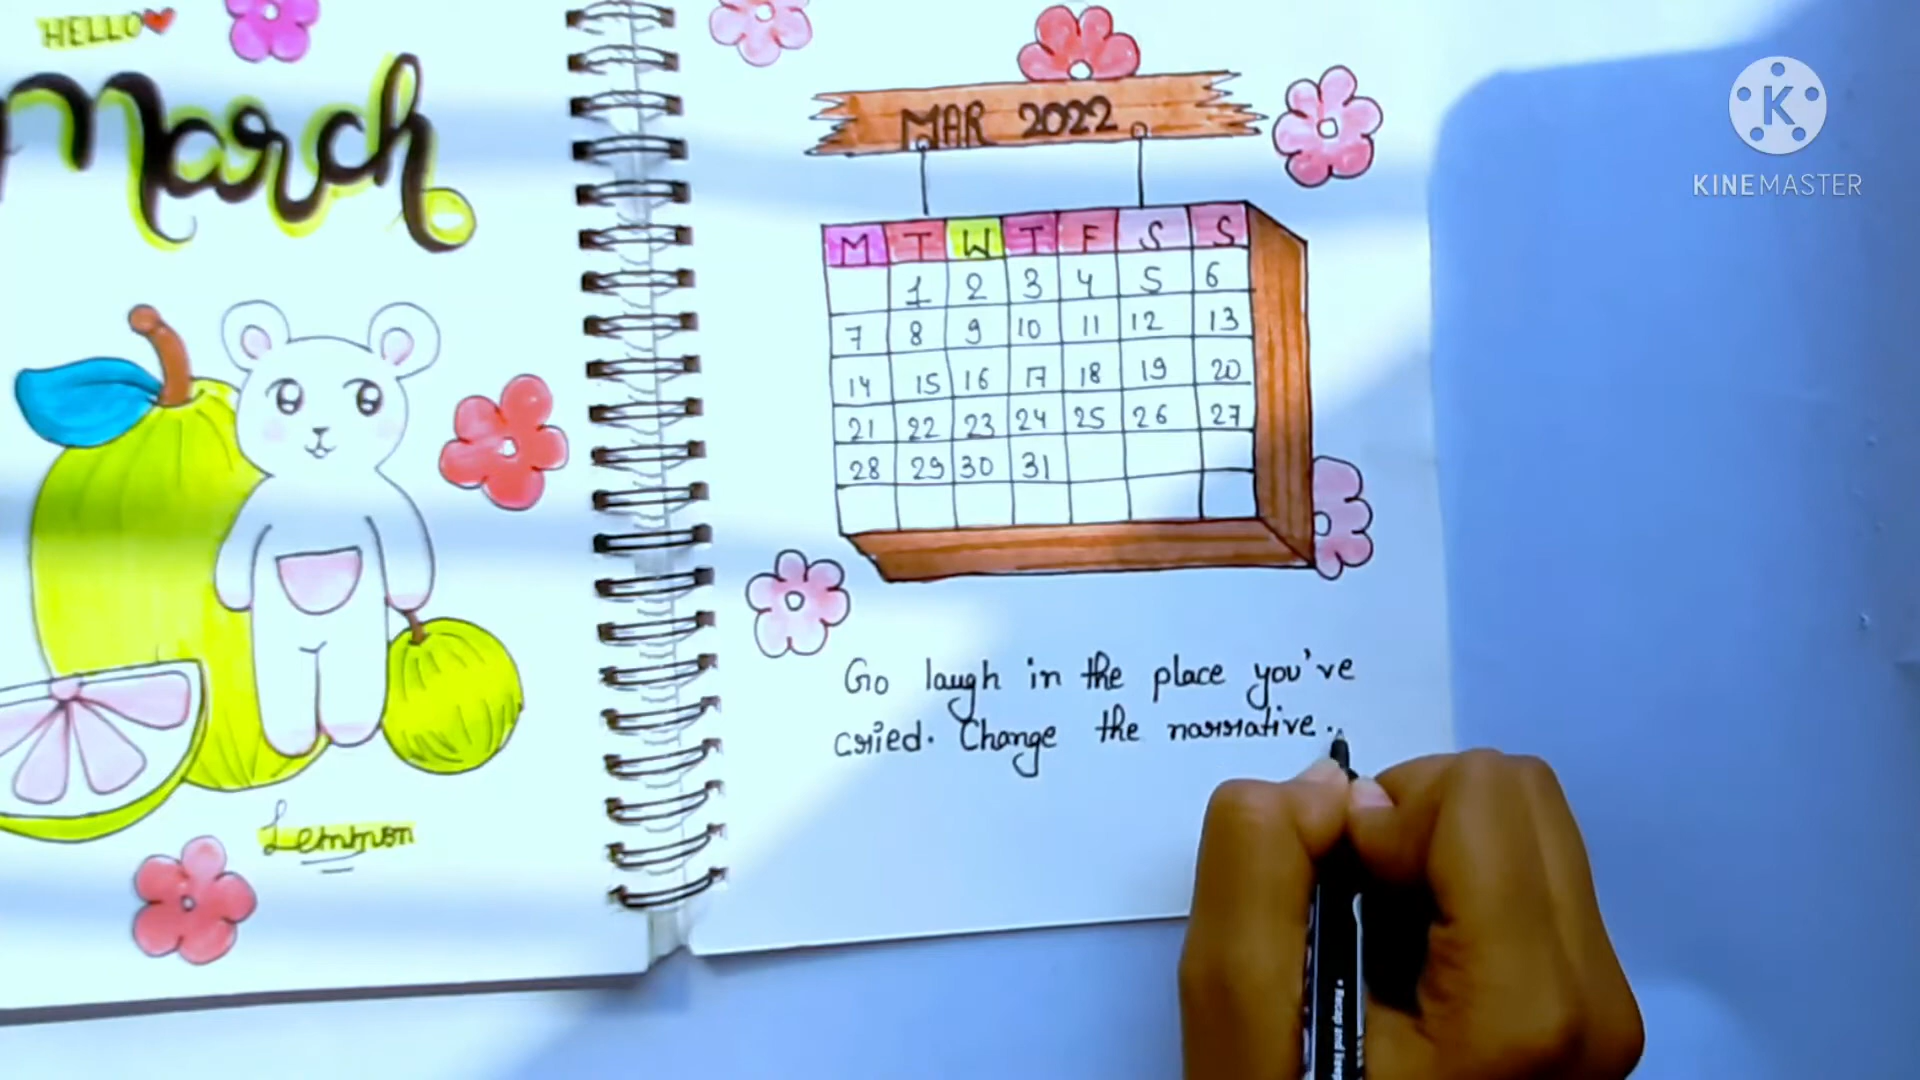 HELLO
March
Lemmon
MAR 2022
M T W T F S S
1 2 3 4 5 6
7 8 9 10 11 12 13
14 15 16 17 18 19 20
21 22 23 24 25 26 27
28 29 30 31
Go laugh in the place you've
cried. Change the narrative..
K
KINEMASTER